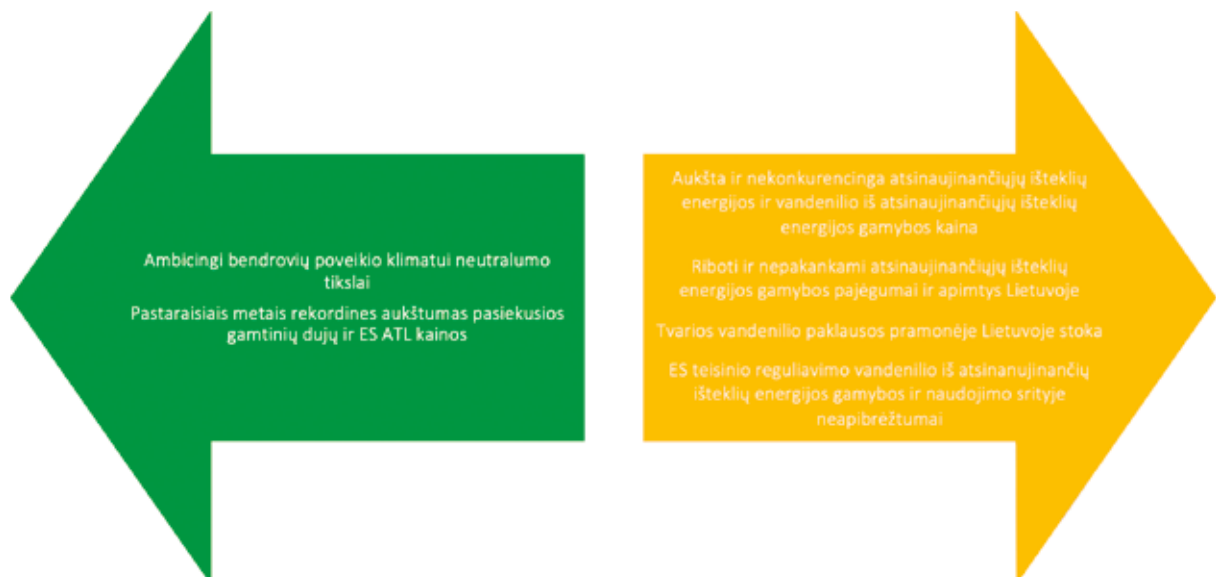 Ambicingi bendrovių poveikio klimatui neutralumo
tikslai
Pastaraisiais metais rekordines aukštumas pasiekusios
gamtinių dujų ir ES ATL kainos
Aukšta ir nekonkurencinga atsinaujinančiųjų išteklių
energijos ir vandenilio iš atsinaujinančiųjų išteklių
energijos gamybos kaina
Riboti ir nepakankami atsinaujinančiųjų išteklių
energijos gamybos pajėgumai ir apimtys Lietuvoje
Tvarios vandenilio paklausos pramonėje Lietuvoje stoka
ES teisinio reguliavimo vandenilio iš atsinanujinančių
išteklių energijos gamybos ir naudojimo srityje
neapibrėžtumai